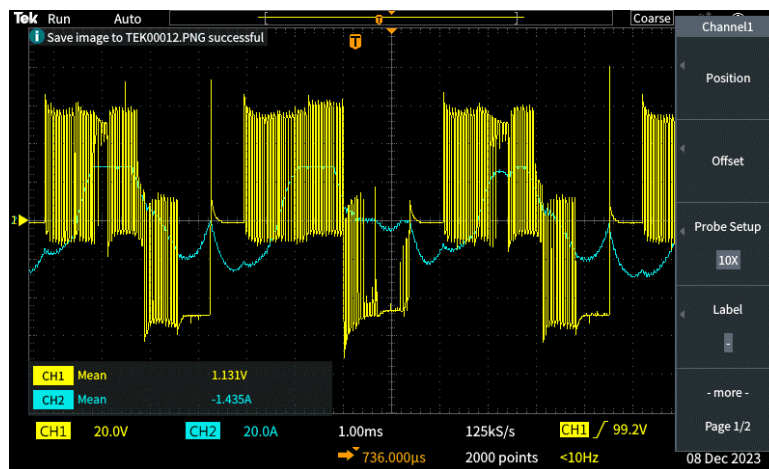 Tek Run Auto Coarse
T
i Save image to TEK00012.PNG successful
T
Channel1
Position
Offset
Probe Setup
10X
Label
-
- more -
Page 1/2
1
CH1 Mean 1.131V
CH2 Mean -1.435A
CH1 20.0V CH2 20.0A 1.00ms 125kS/s CH1 99.2V
736.000µs 2000 points <10Hz 08 Dec 2023